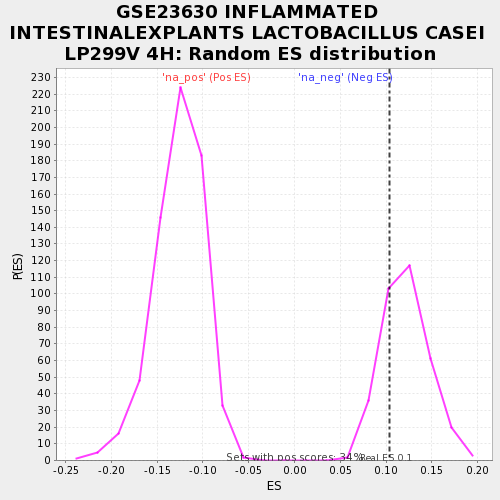 GSE23630 INFLAMMATED
INTESTINALEXPLANTS LACTOBACILLUS CASEI
LP299V 4H: Random ES distribution
'na_pos' (Pos ES) 'na_neg' (Neg ES)
230
220
210
200
190
180
170
160
150
140
130
120
110
100
90
80
70
60
50
40
30
20
10
0
P(ES)
Sets with pos scores: 34%
Real ES 0.1
-0.25 -0.20 -0.15 -0.10 -0.05 0.00 0.05 0.10 0.15 0.20
ES